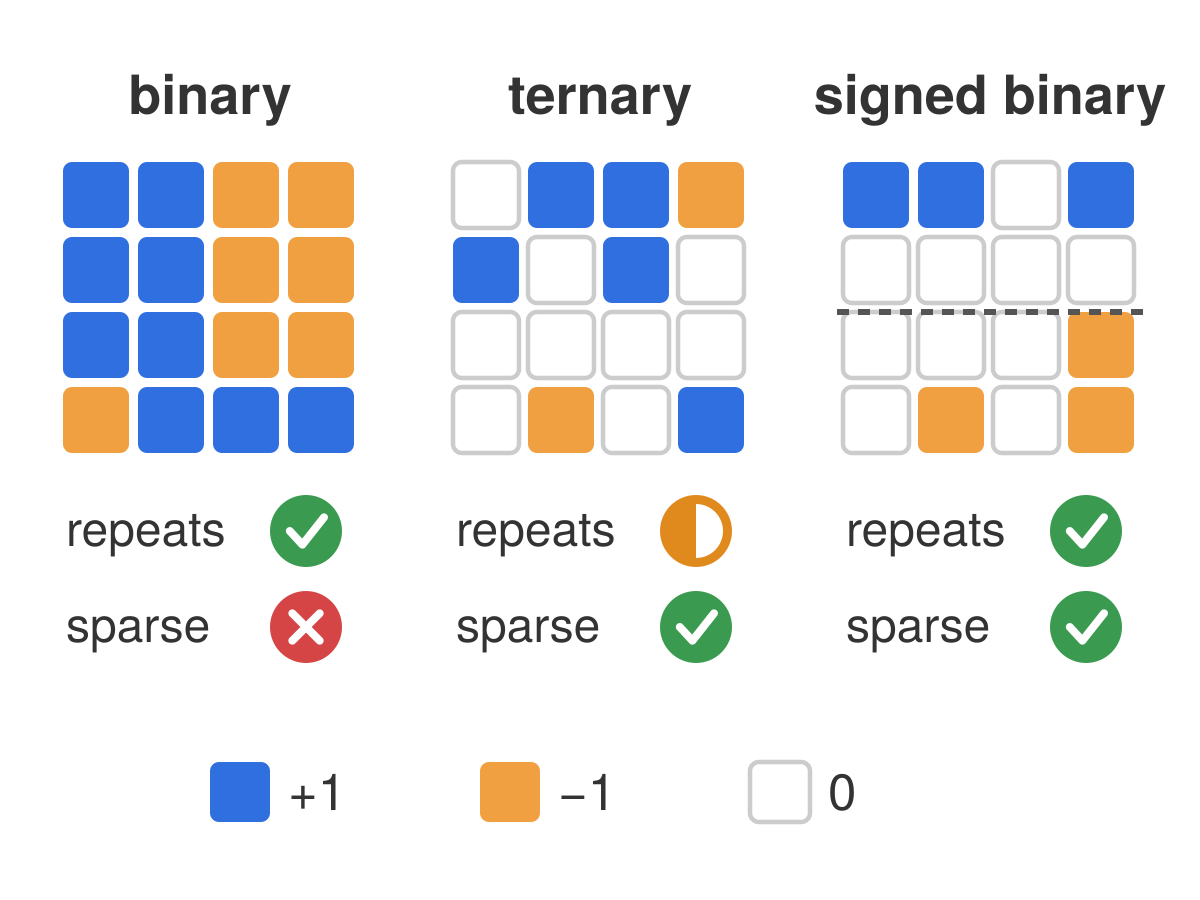 binary
ternary
signed binary
repeats
repeats
repeats
sparse
sparse
sparse
+1
−1
0